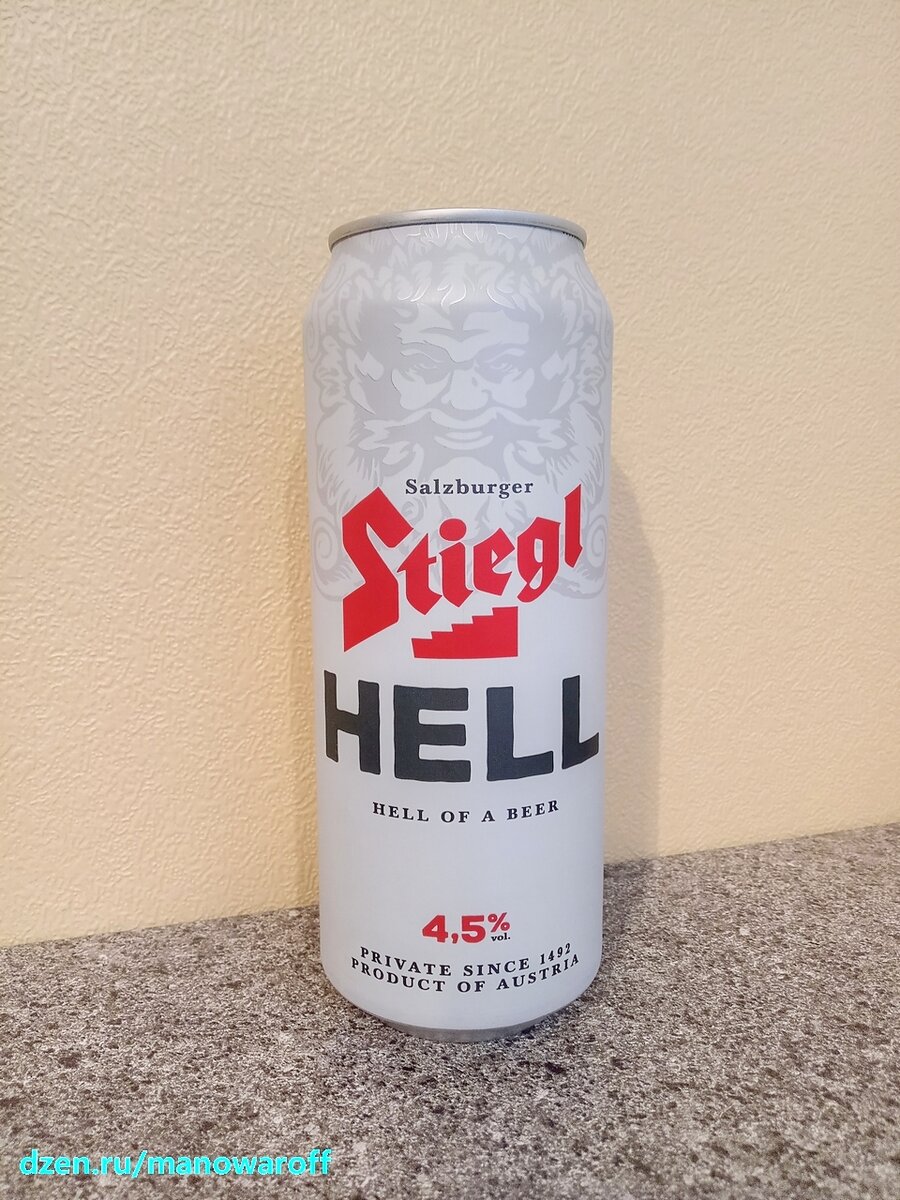 Salzburger
Stiegl
HELL
HELL OF A BEER
4,5% vol.
PRIVATE SINCE 1492
PRODUCT OF AUSTRIA
dzen.ru/manowaroff